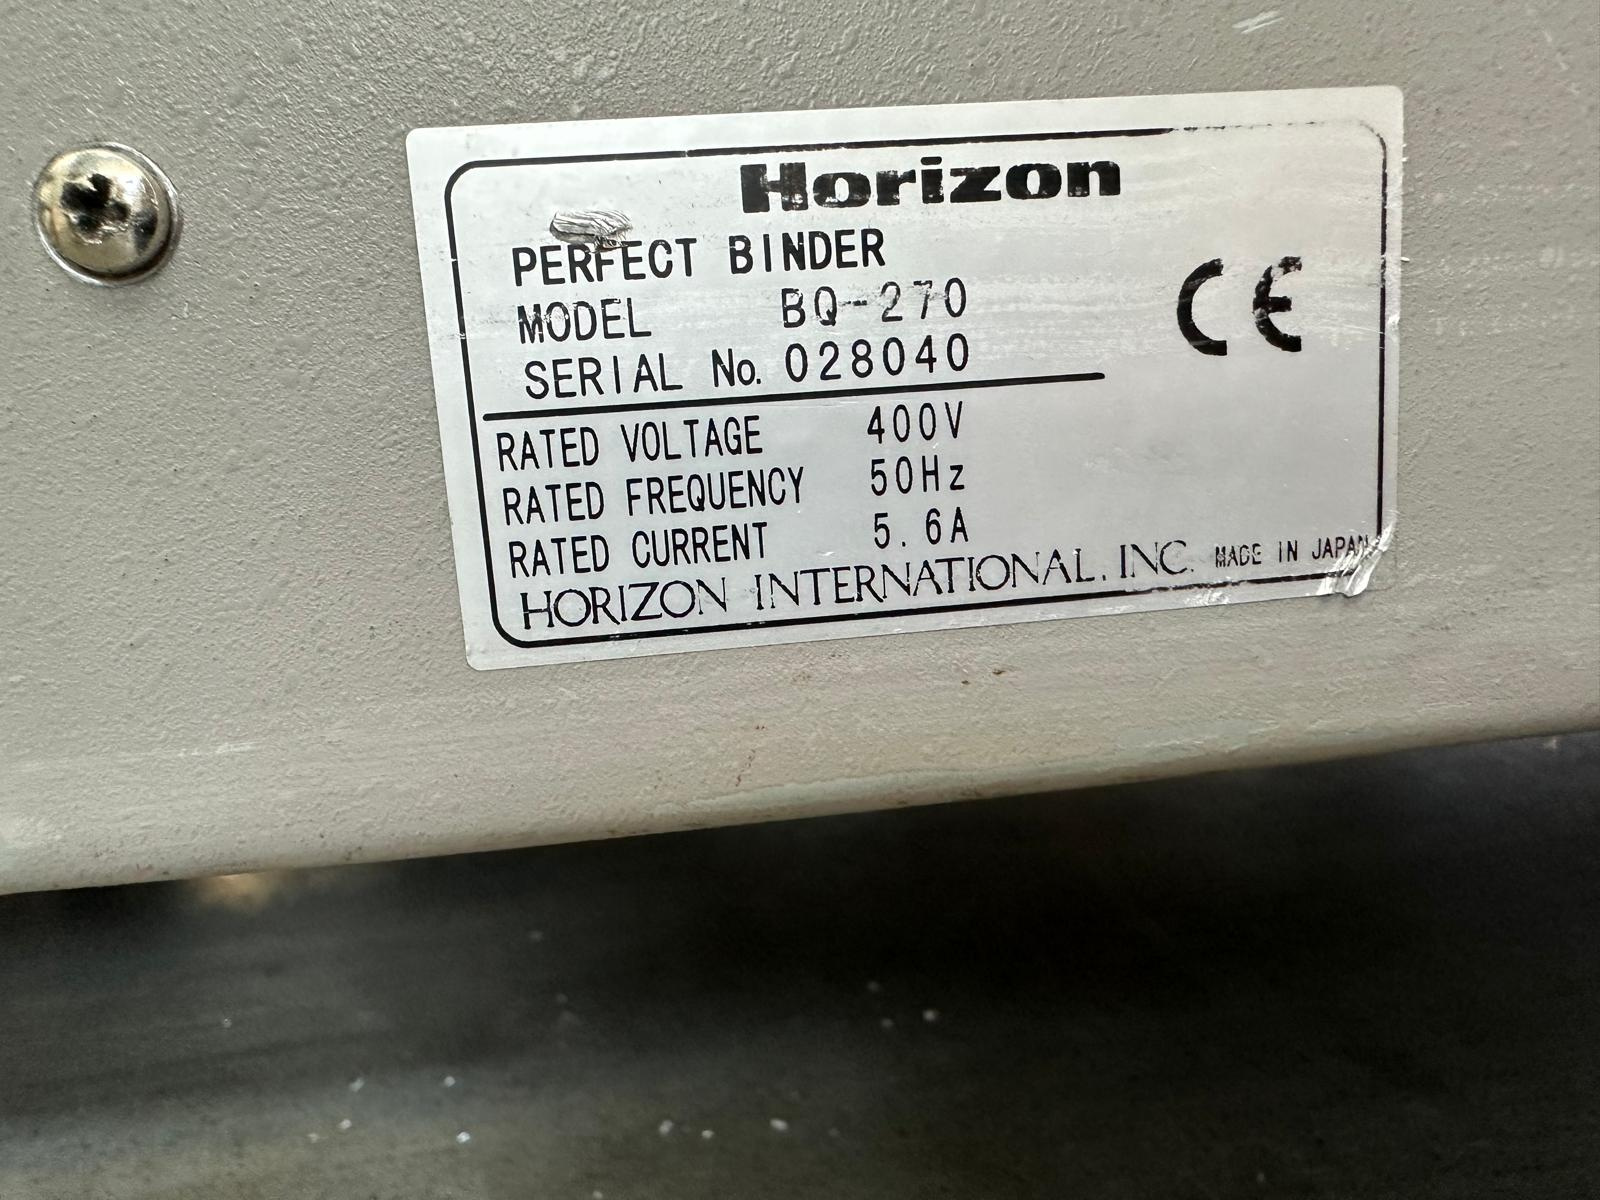 Horizon
PERFECT BINDER
MODEL BQ-270
SERIAL No. 028040
CE
RATED VOLTAGE 400V
RATED FREQUENCY 50Hz
RATED CURRENT 5.6A
HORIZON INTERNATIONAL, INC. MADE IN JAPAN